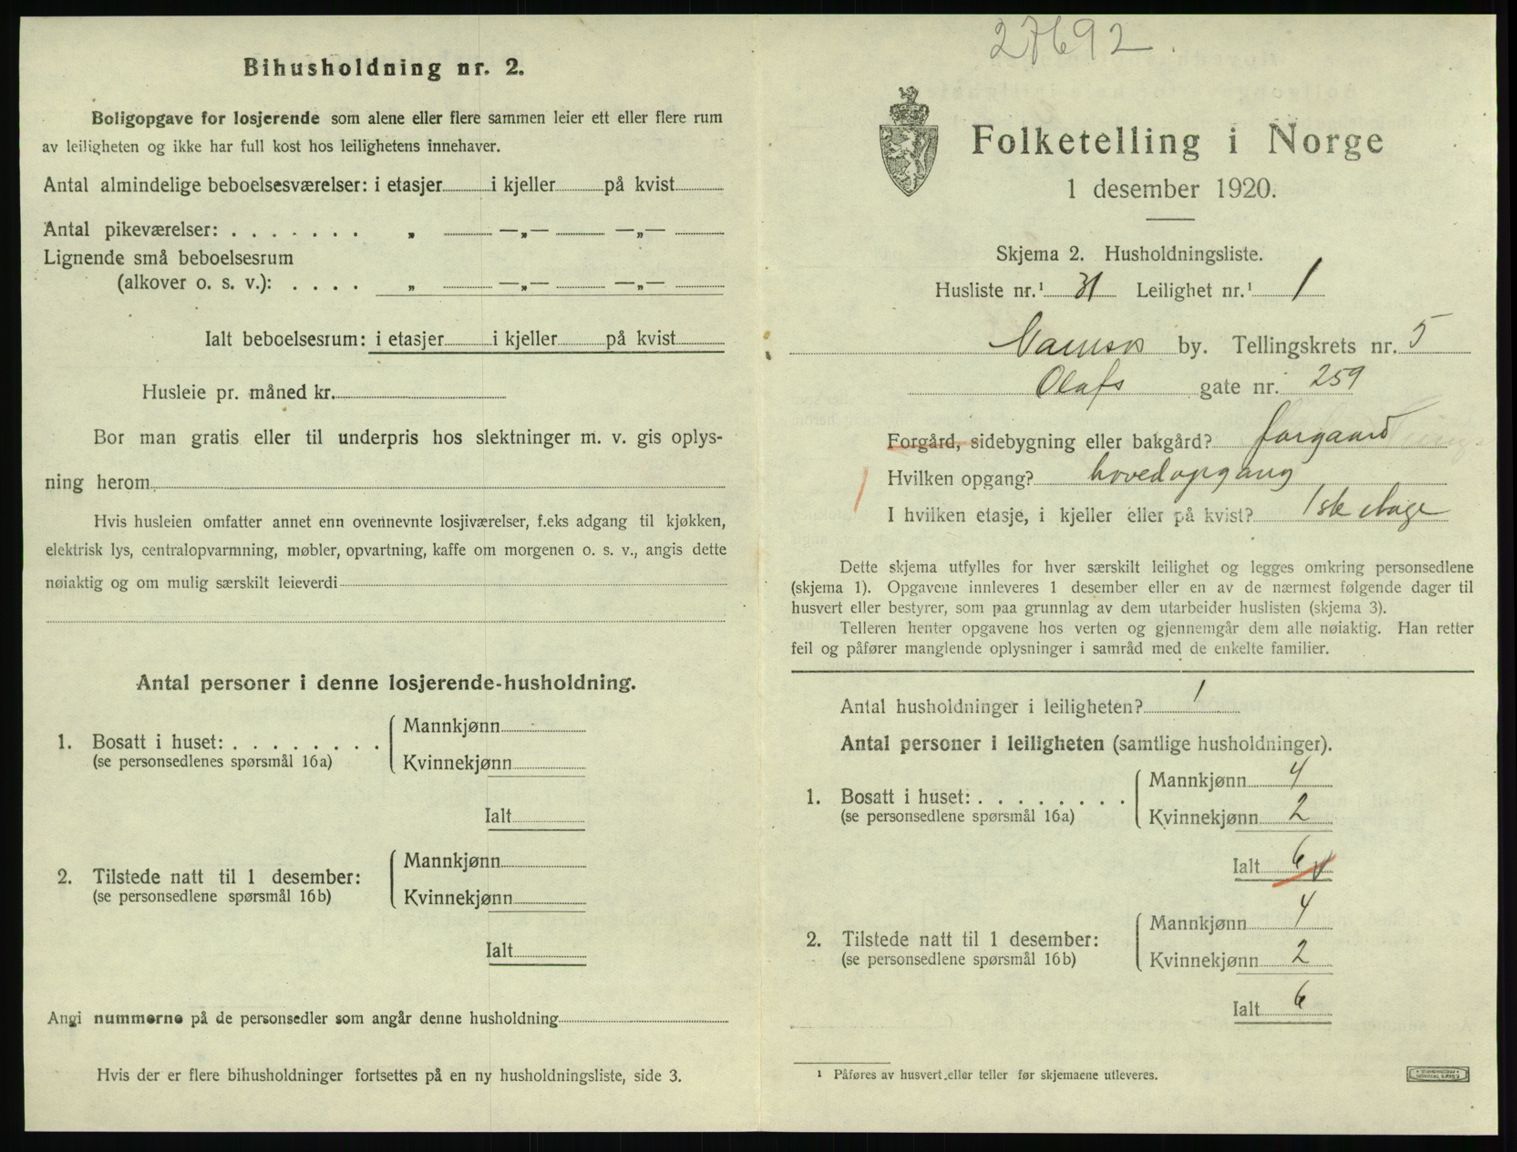 Bihusholdning nr. 2.
Boligopgave for losjerende som alene eller flere sammen leier ett eller flere rum
av leiligheten og ikke har full kost hos leilighetens innehaver.
Antal almindelige beboelsesværelser: i etasjer i kjeller på kvist
Antal pikeværelser: . . . . . . . „ —„— —„—
Lignende små beboelsesrum
(alkover o. s. v.): . . . . „ —„— —„—
Ialt beboelsesrum: i etasjer i kjeller på kvist
Husleie pr. måned kr.
Bor man gratis eller til underpris hos slektninger m. v. gis oplys-
ning herom
Hvis husleien omfatter annet enn ovennevnte losjiværelser, f.eks adgang til kjøkken,
elektrisk lys, centralopvarmning, møbler, opvartning, kaffe om morgenen o. s. v., angis dette
nøiaktig og om mulig særskilt leieverdi
Antal personer i denne losjerende-husholdning.
1. Bosatt i huset: . . . . . . . .
(se personsedlenes spørsmål 16a)
Mannkjønn
Kvinnekjønn
Ialt
2. Tilstede natt til 1 desember:
(se personsedlene spørsmål 16b)
Mannkjønn
Kvinnekjønn
Ialt
Angi nummerne på de personsedler som angår denne husholdning
Hvis der er flere bihusholdninger fortsettes på en ny husholdningsliste, side 3.
27692.
Folketelling i Norge
1 desember 1920.
Skjema 2. Husholdningsliste.
Husliste nr.¹ 31 Leilighet nr.¹ 1
Namsos by. Tellingskrets nr. 5
Olafs gate nr. 259
Forgård, sidebygning eller bakgård? forgaard
Hvilken opgang? hovedopgang
I hvilken etasje, i kjeller eller på kvist? 1ste etage
Dette skjema utfylles for hver særskilt leilighet og legges omkring personsedlene
(skjema 1). Opgavene innleveres 1 desember eller en av de nærmest følgende dager til
husvert eller bestyrer, som paa grunnlag av dem utarbeider huslisten (skjema 3).
Telleren henter opgavene hos verten og gjennemgår dem alle nøiaktig. Han retter
feil og påfører manglende oplysninger i samråd med de enkelte familier.
Antal husholdninger i leiligheten? 1
Antal personer i leiligheten (samtlige husholdninger).
1. Bosatt i huset: . . . . . . . .
(se personsedlene spørsmål 16a)
Mannkjønn 4
Kvinnekjønn 2
Ialt 6
2. Tilstede natt til 1 desember:
(se personsedlene spørsmål 16b)
Mannkjønn 4
Kvinnekjønn 2
Ialt 6
¹ Påføres av husvert eller teller før skjemaene utleveres.